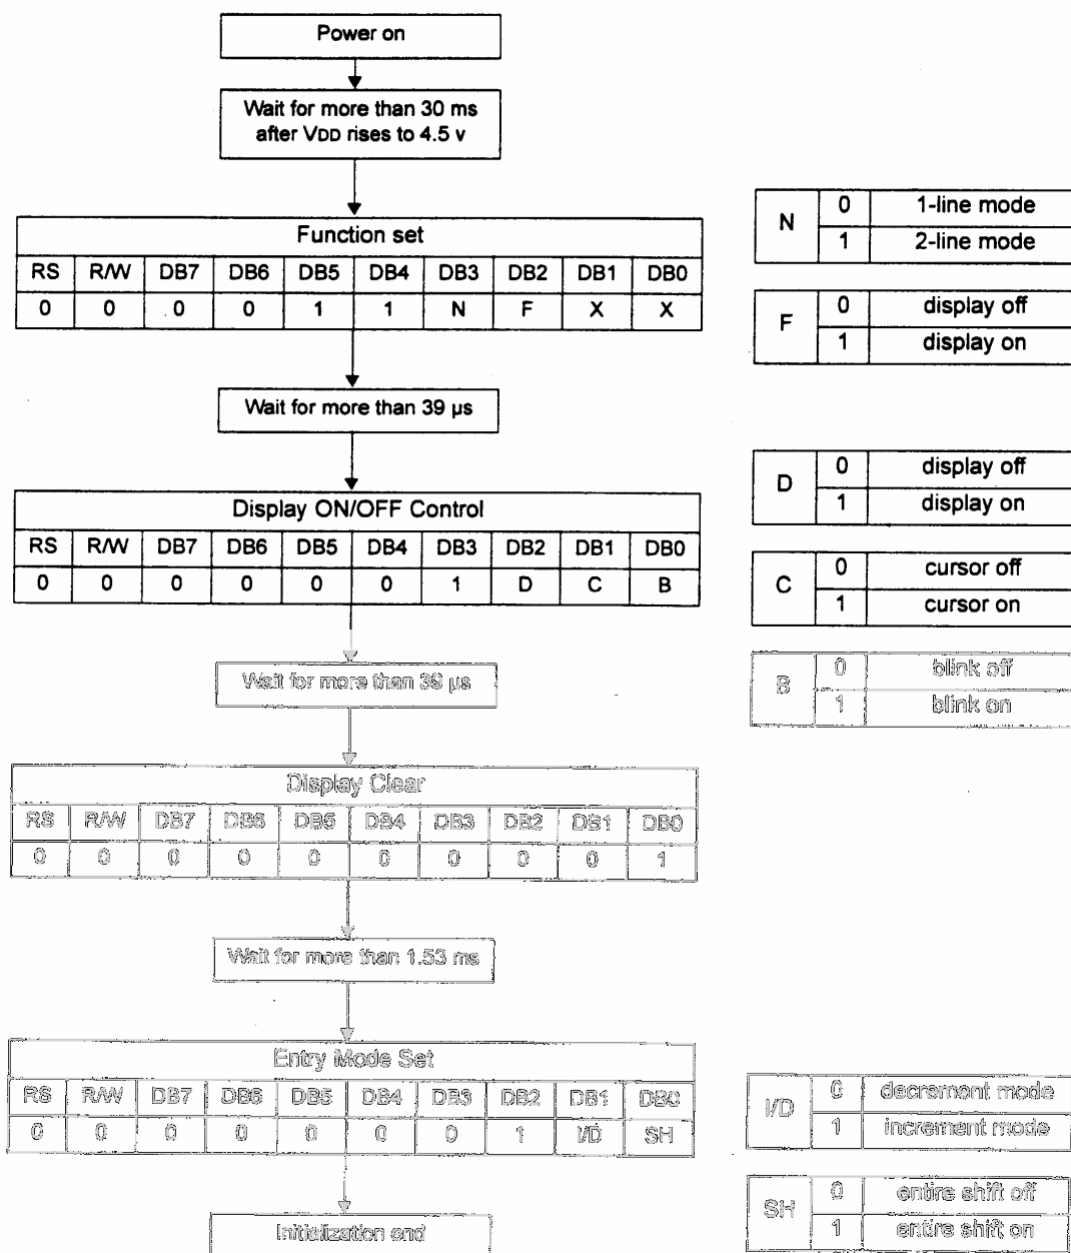 Power on
Wait for more than 30 ms
after VDD rises to 4.5 v
Function set
RS R/W DB7 DB6 DB5 DB4 DB3 DB2 DB1 DB0
0 0 0 0 1 1 N F X X
N 0 1-line mode
1 2-line mode
F 0 display off
1 display on
Wait for more than 39 µs
Display ON/OFF Control
RS R/W DB7 DB6 DB5 DB4 DB3 DB2 DB1 DB0
0 0 0 0 0 0 1 D C B
D 0 display off
1 display on
C 0 cursor off
1 cursor on
B 0 blink off
1 blink on
Wait for more than 39 µs
Display Clear
RS R/W DB7 DB6 DB5 DB4 DB3 DB2 DB1 DB0
0 0 0 0 0 0 0 0 0 1
Wait for more than 1.53 ms
Entry Mode Set
RS R/W DB7 DB6 DB5 DB4 DB3 DB2 DB1 DB0
0 0 0 0 0 0 0 1 I/D SH
I/D 0 decrement mode
1 increment mode
SH 0 entire shift off
1 entire shift on
Initialization end